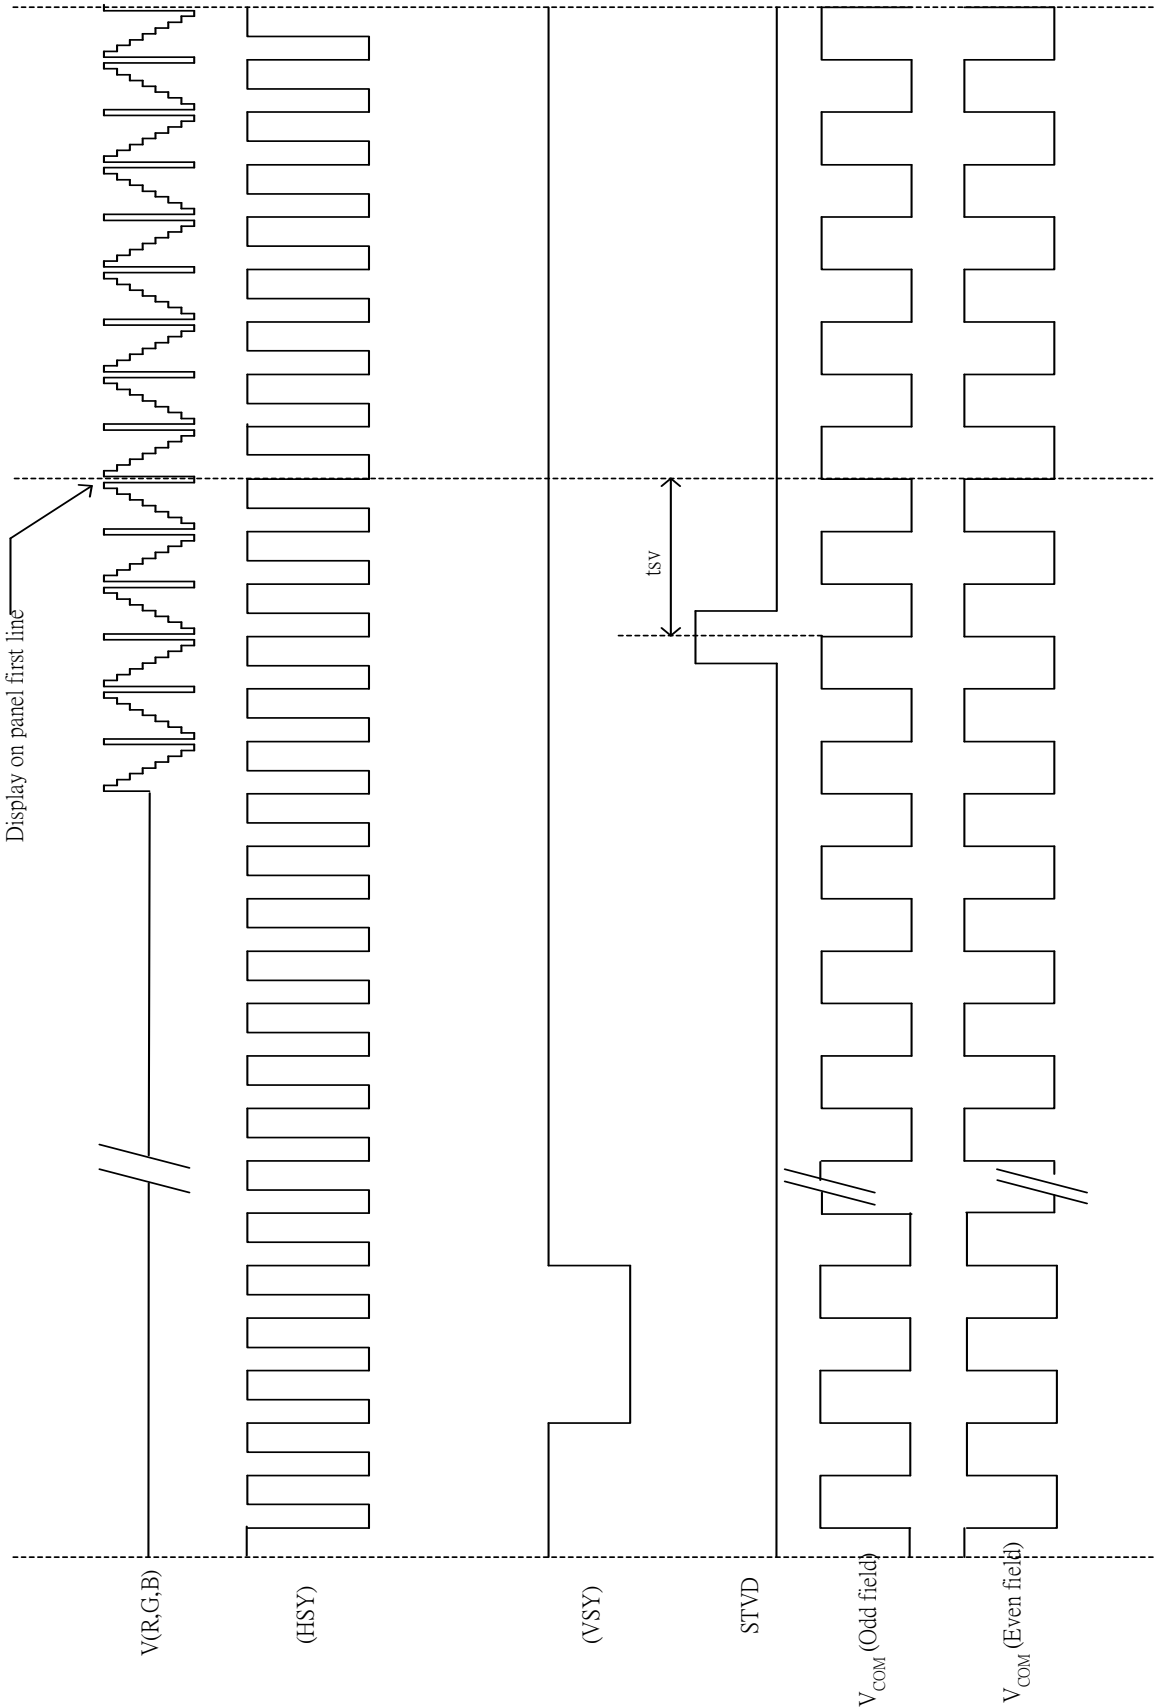 Display on panel first line
tsv
V(R,G,B)
(HSY)
(VSY)
STVD
VCOM (Odd field)
VCOM (Even field)